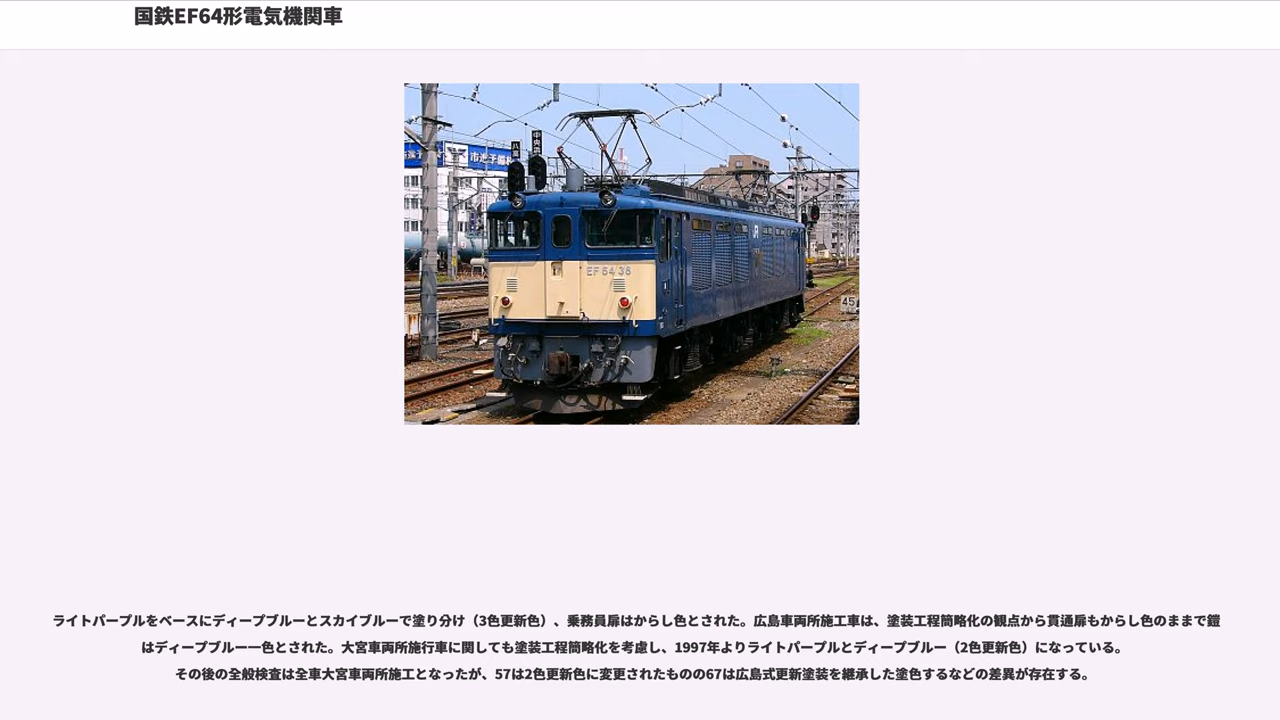 国鉄EF64形電気機関車
八高
中央
市進予備校
EF64 38
JR
45
ライトパープルをベースにディープブルーとスカイブルーで塗り分け（3色更新色）、乗務員扉はからし色とされた。広島車両所施工車は、塗装工程簡略化の観点から貫通扉もからし色のままで鎧
はディープブルー一色とされた。大宮車両所施行車に関しても塗装工程簡略化を考慮し、1997年よりライトパープルとディープブルー（2色更新色）になっている。
その後の全般検査は全車大宮車両所施工となったが、57は2色更新色に変更されたものの67は広島式更新塗装を継承した塗色するなどの差異が存在する。